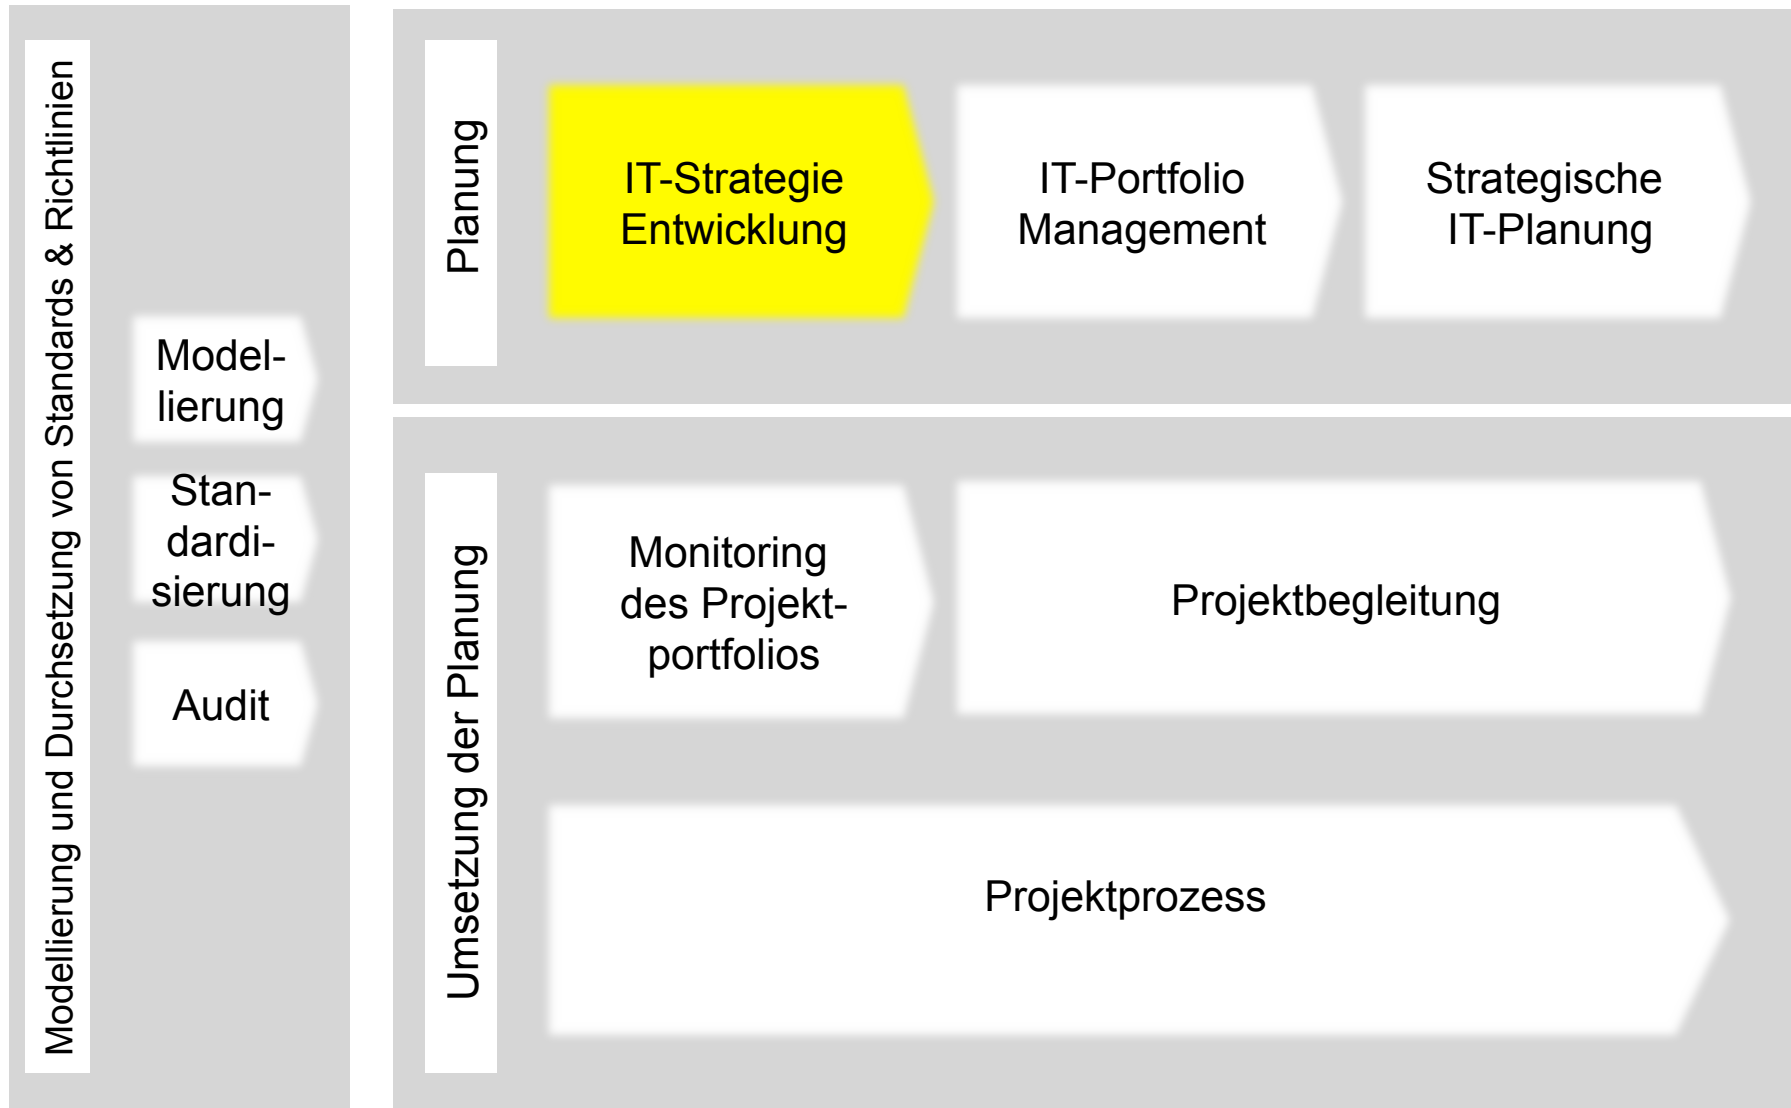 Modellierung und Durchsetzung von Standards & Richtlinien
Model-
lierung
Stan-
dardi-
sierung
Audit
Planung
IT-Strategie
Entwicklung
IT-Portfolio
Management
Strategische
IT-Planung
Umsetzung der Planung
Monitoring
des Projekt-
portfolios
Projektbegleitung
Projektprozess